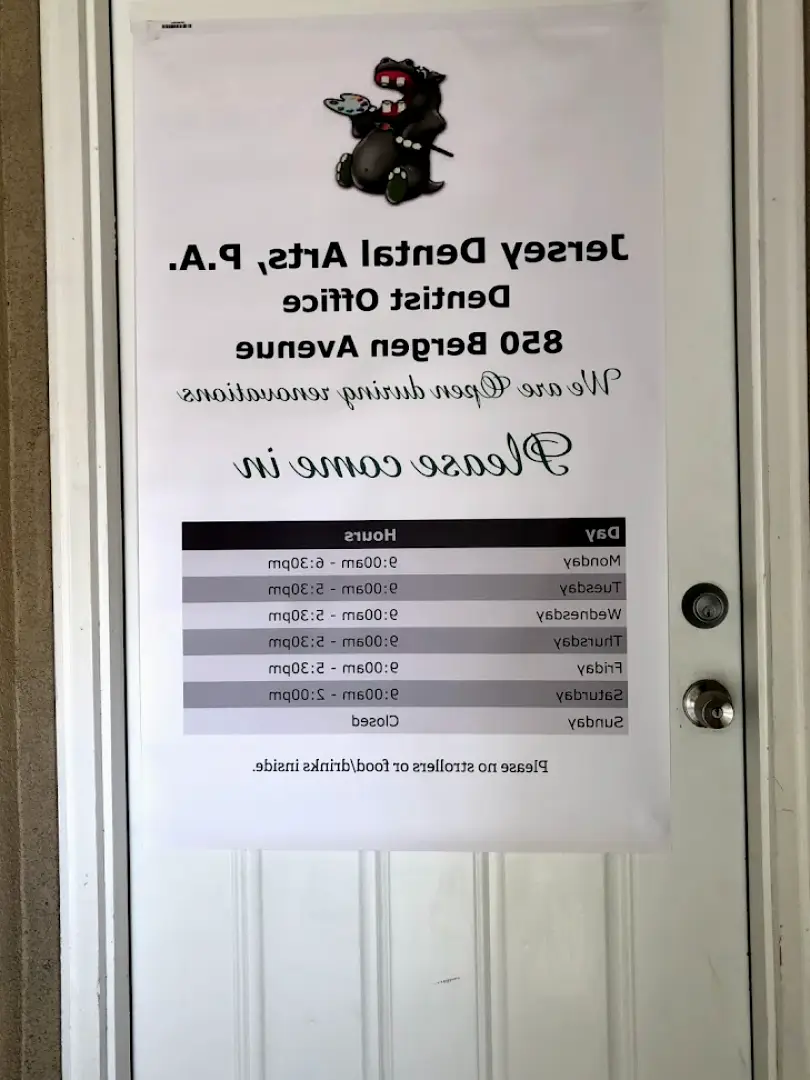 Jersey Dental Arts, P.A.
Dentist Office
850 Bergen Avenue
We are Open during renovations
Please come in
Day Hours
Monday 9:00am - 6:30pm
Tuesday 9:00am - 5:30pm
Wednesday 9:00am - 5:30pm
Thursday 9:00am - 5:30pm
Friday 9:00am - 5:30pm
Saturday 9:00am - 2:00pm
Sunday Closed
Please no strollers or food/drinks inside.